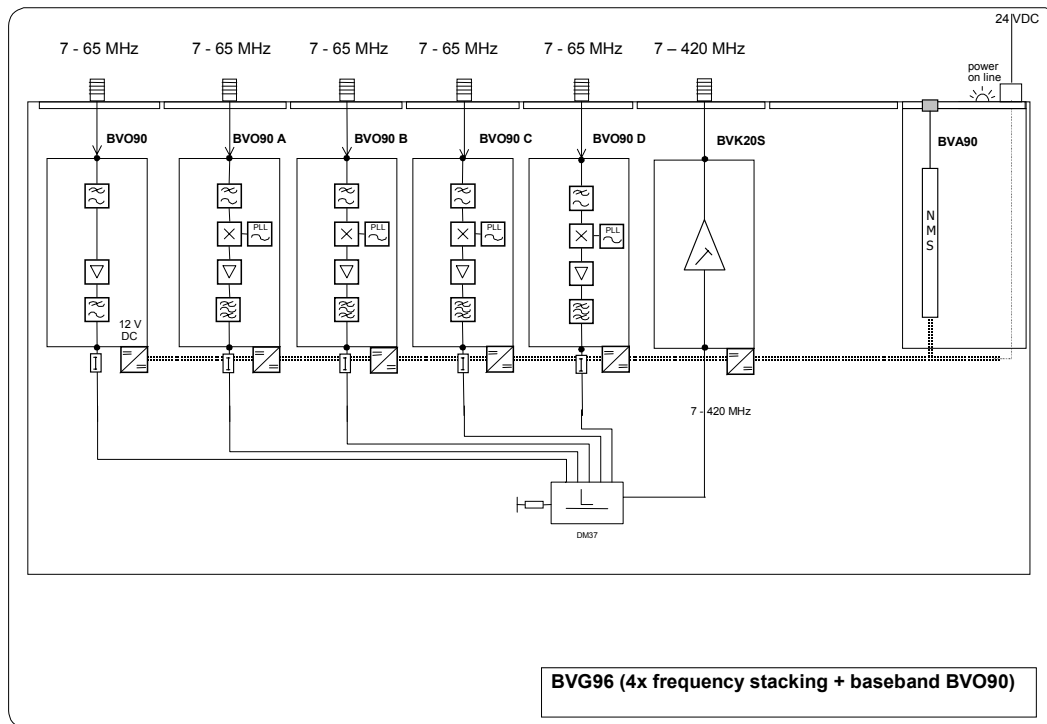 24 VDC
7 - 65 MHz 7 - 65 MHz 7 - 65 MHz 7 - 65 MHz 7 - 65 MHz 7 – 420 MHz
power
on line
BVO90 BVO90 A BVO90 B BVO90 C BVO90 D BVK20S BVA90
PLL PLL PLL PLL
N
M
S
12 V
DC
7 - 420 MHz
DM37
BVG96 (4x frequency stacking + baseband BVO90)